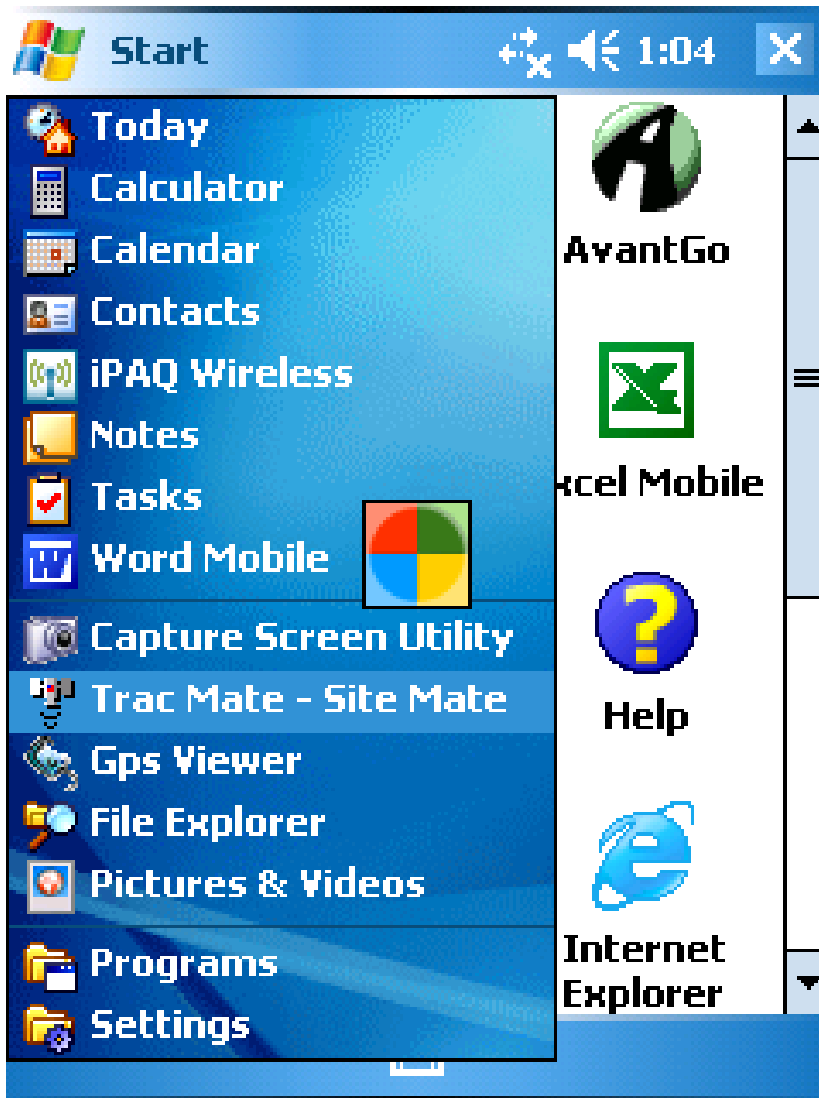 Start 1:04
Today
Calculator
Calendar
Contacts
iPAQ Wireless
Notes
Tasks
Word Mobile
Capture Screen Utility
Trac Mate - Site Mate
Gps Viewer
File Explorer
Pictures & Videos
Programs
Settings
AvantGo
xcel Mobile
Help
Internet
Explorer